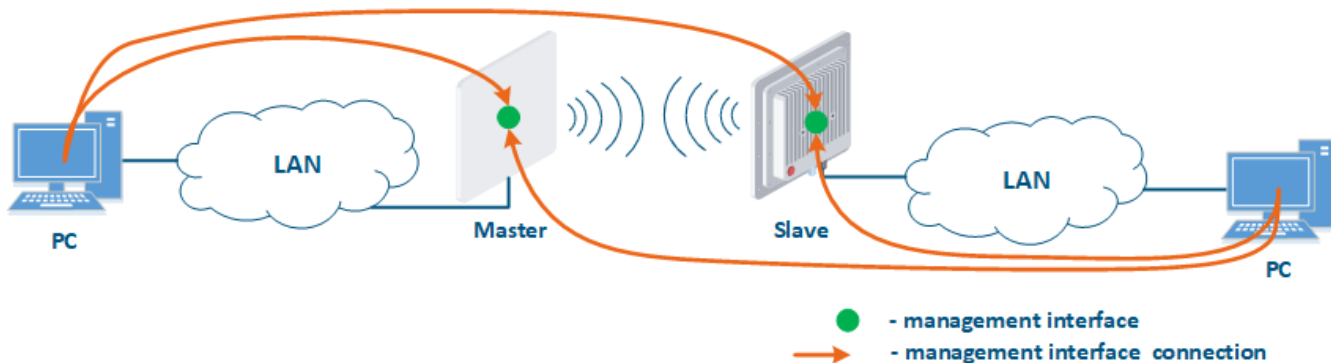 LAN
LAN
PC
Master
Slave
PC
- management interface
- management interface connection